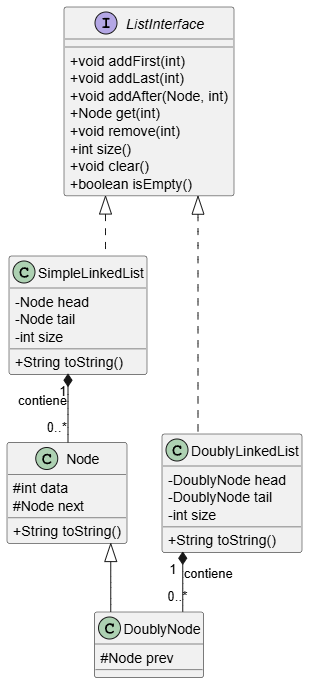 I ListInterface
+void addFirst(int)
+void addLast(int)
+void addAfter(Node, int)
+Node get(int)
+void remove(int)
+int size()
+void clear()
+boolean isEmpty()
C SimpleLinkedList
-Node head
-Node tail
-int size
+String toString()
1
contiene
0..*
C Node
#int data
#Node next
+String toString()
C DoublyLinkedList
-DoublyNode head
-DoublyNode tail
-int size
+String toString()
1
contiene
0..*
C DoublyNode
#Node prev